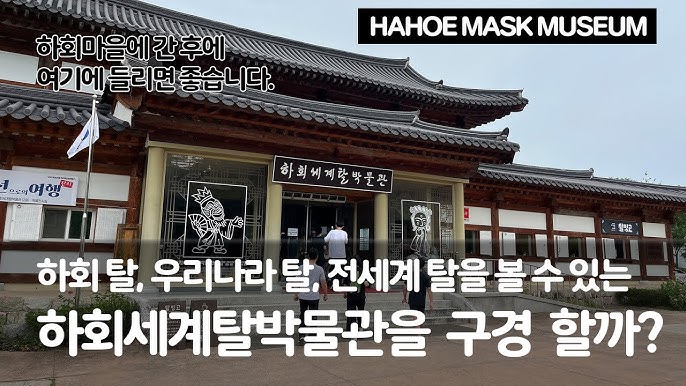 HAHOE MASK MUSEUM
하회마을에 간 후에
여기에 들리면 좋습니다.
하회세계탈박물관
로의여행
하회 탈, 우리나라 탈, 전세계 탈을 볼 수 있는
하회세계탈박물관을 구경 할까?